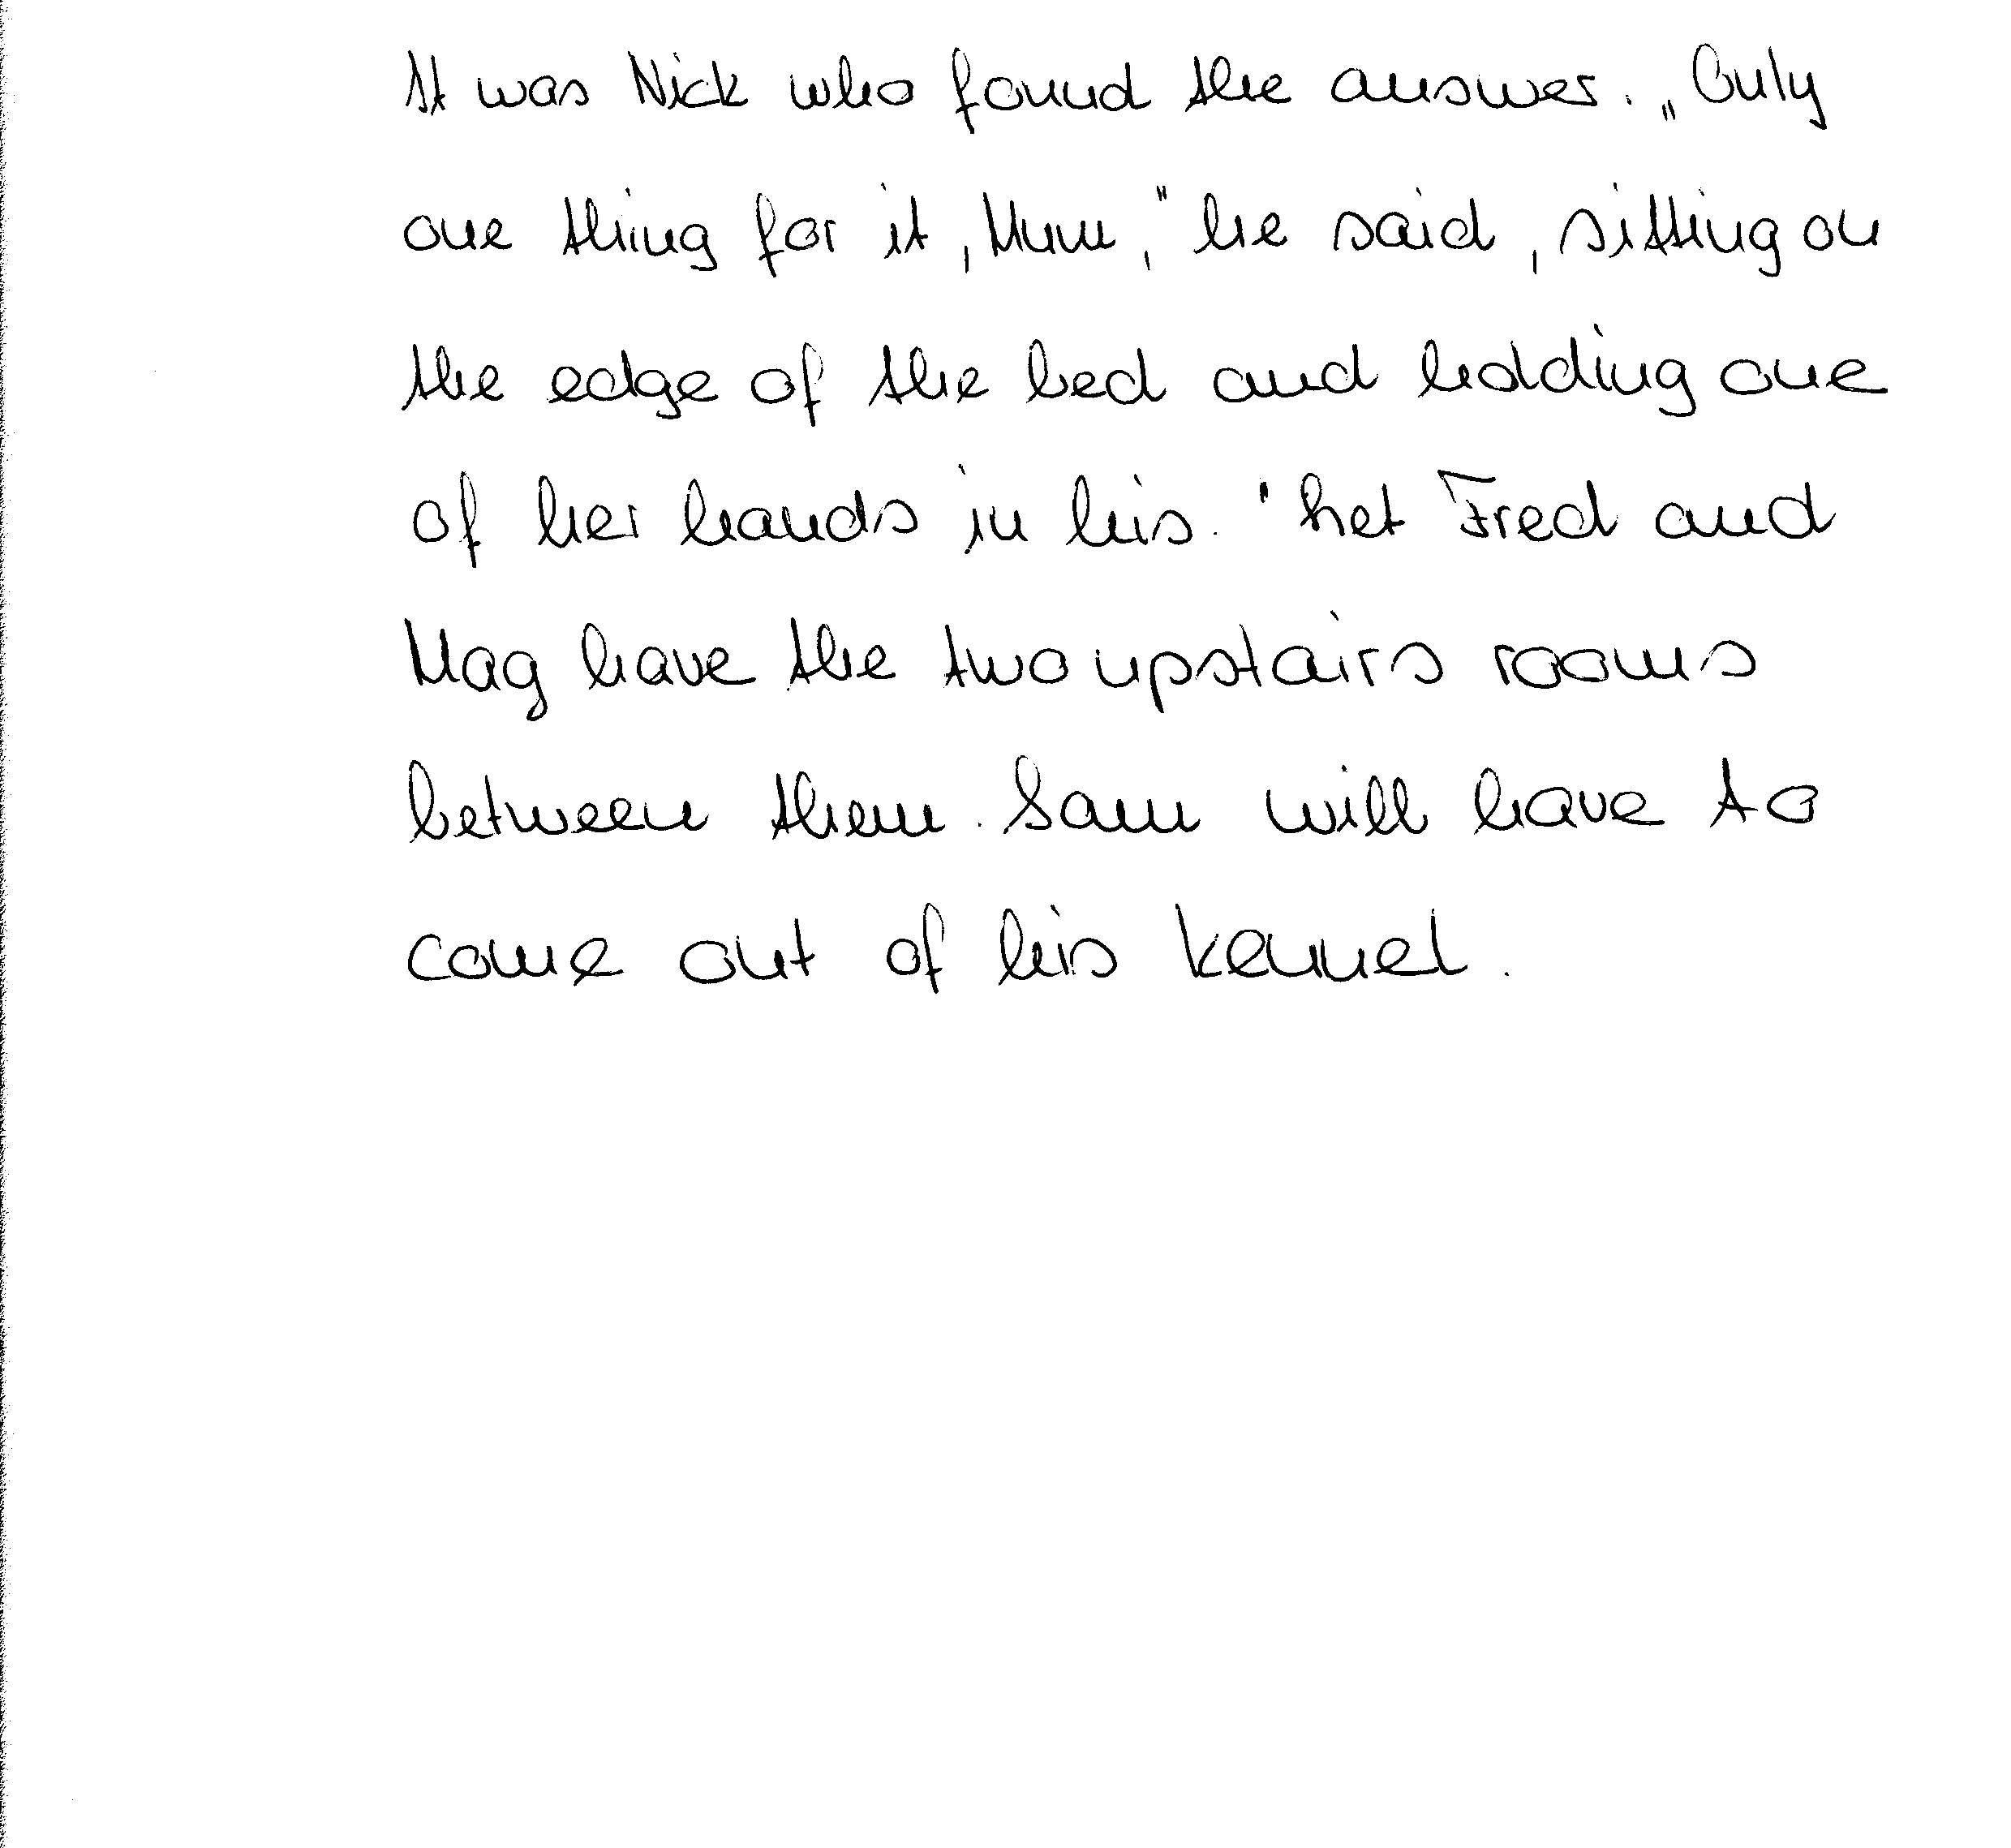 It was Nick who found the answer. „Only
one thing for it, Mum," he said, sitting on
the edge of the bed and holding one
of her hands in his. 'Let Fred and
Mag have the two upstairs rooms
between them. Sam will have to
come out of his kennel.